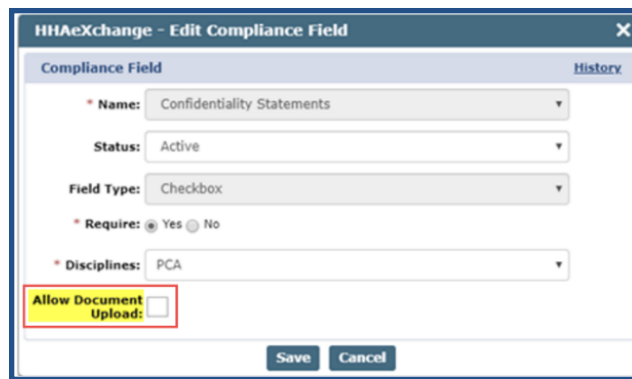 HHAeXchange - Edit Compliance Field X
Compliance Field History
* Name: Confidentiality Statements
Status: Active
Field Type: Checkbox
* Require: Yes No
* Disciplines: PCA
Allow Document
Upload:
Save Cancel